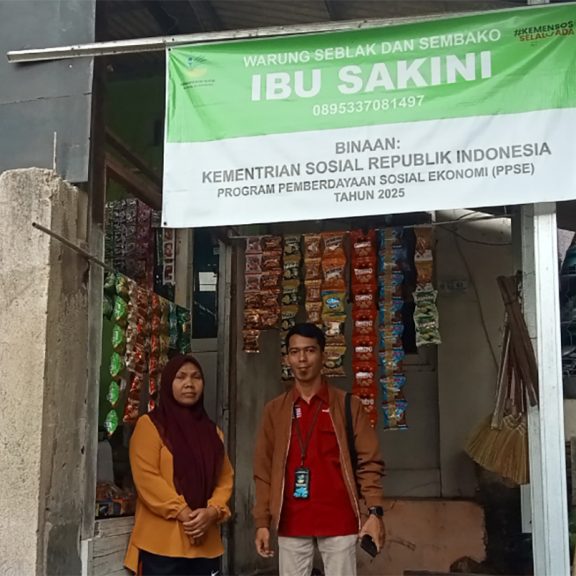 WARUNG SEBLAK DAN SEMBAKO
#KEMENSOS
SELALU ADA
IBU SAKINI
0895337081497
BINAAN:
KEMENTRIAN SOSIAL REPUBLIK INDONESIA
PROGRAM PEMBERDAYAAN SOSIAL EKONOMI (PPSE)
TAHUN 2025